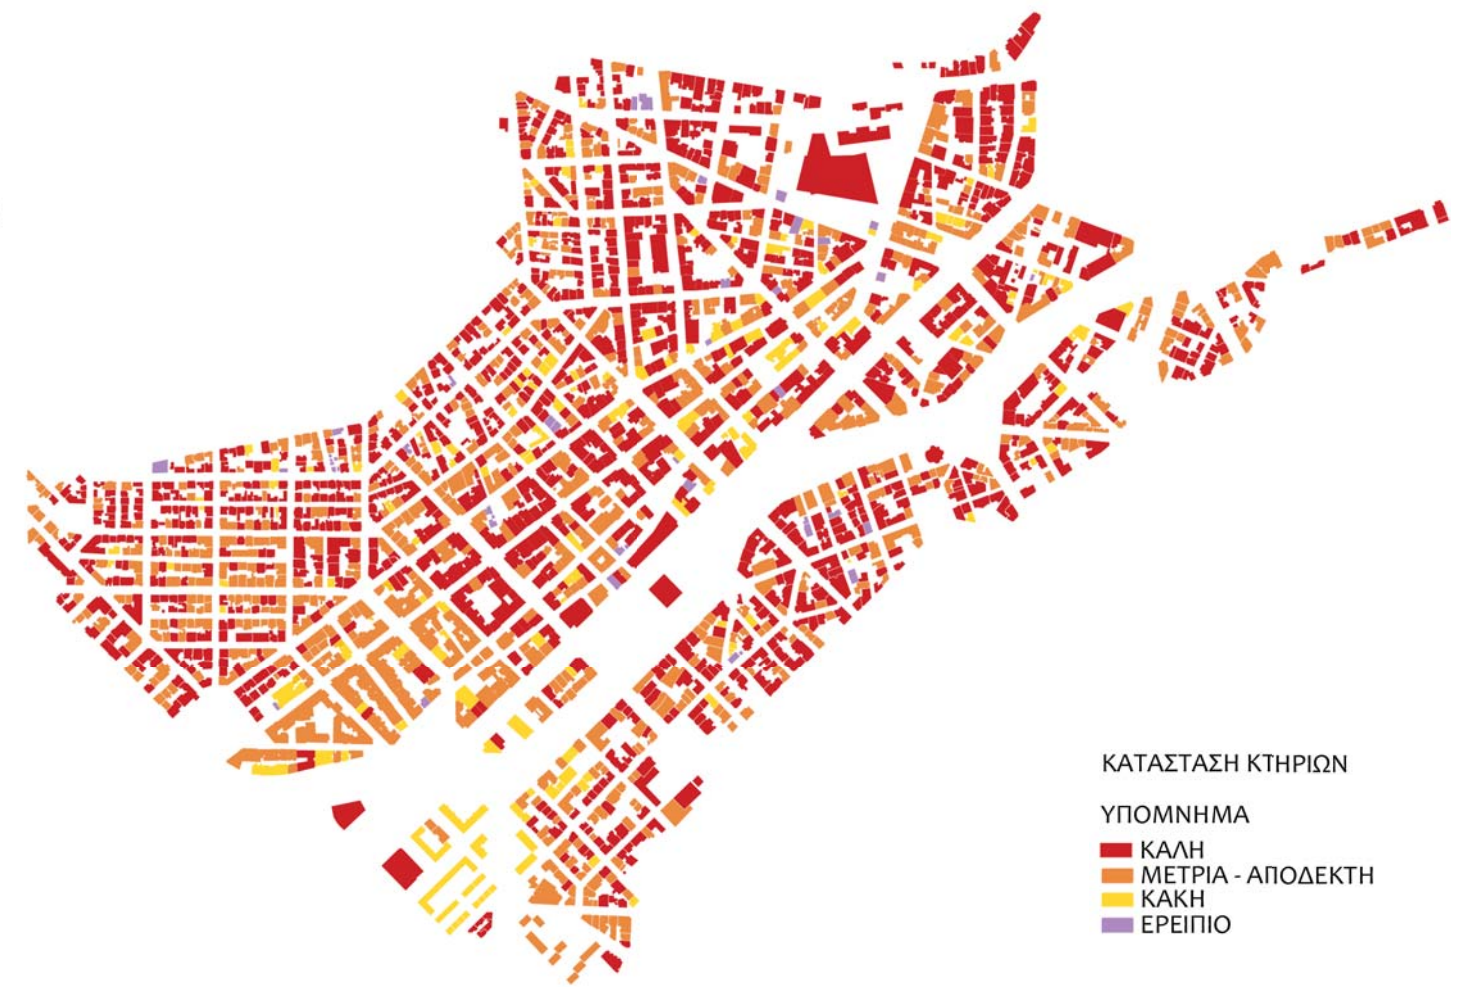 ΚΑΤΑΣΤΑΣΗ ΚΤΗΡΙΩΝ
ΥΠΟΜΝΗΜΑ
ΚΑΛΗ
ΜΕΤΡΙΑ - ΑΠΟΔΕΚΤΗ
ΚΑΚΗ
ΕΡΕΙΠΙΟ